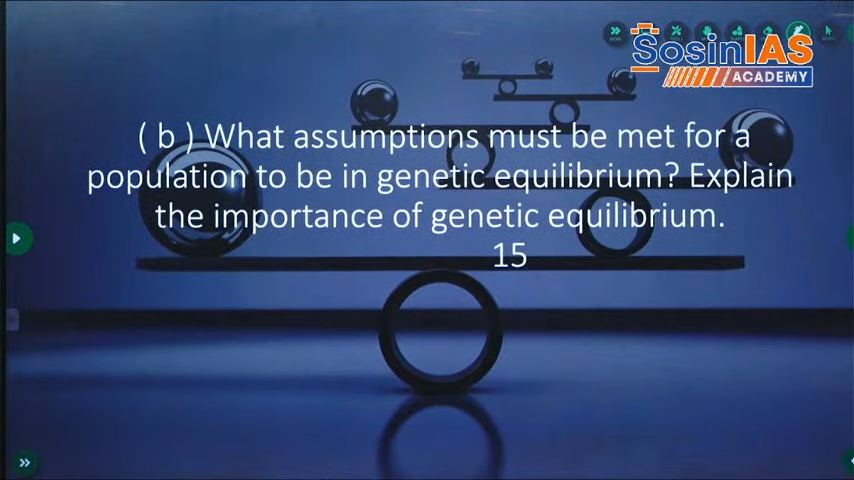 SosinIAS
ACADEMY
( b ) What assumptions must be met for a
population to be in genetic equilibrium? Explain
the importance of genetic equilibrium.
15